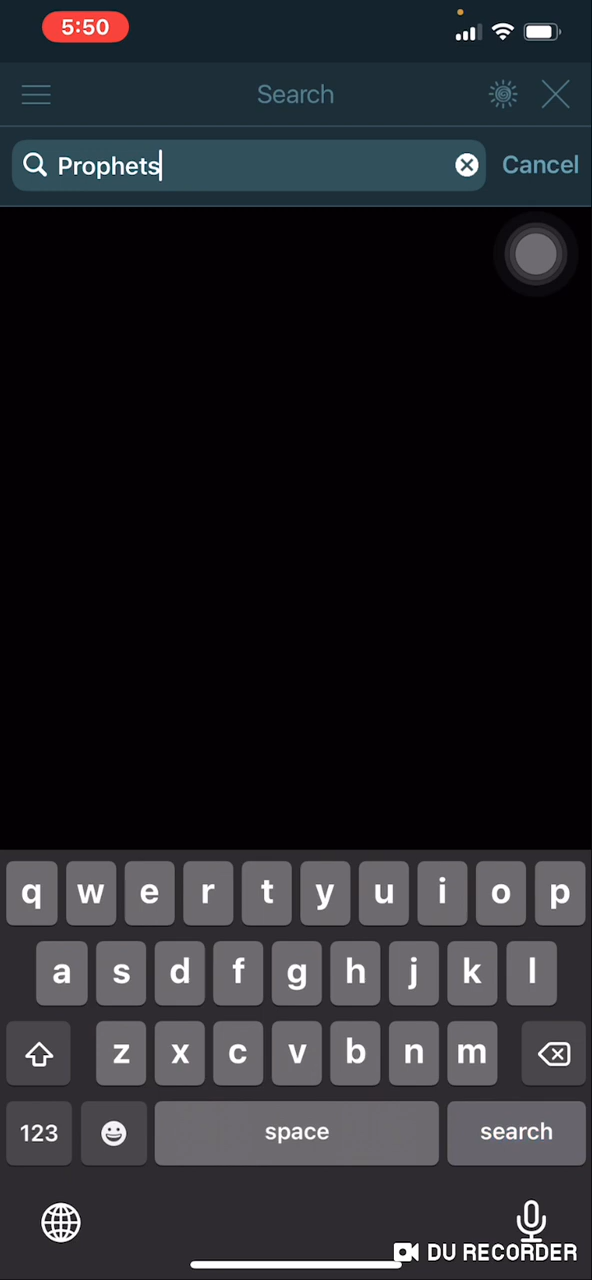 5:50
Search
Prophets
Cancel
q w e r t y u i o p
a s d f g h j k l
z x c v b n m
123
space
search
DU RECORDER